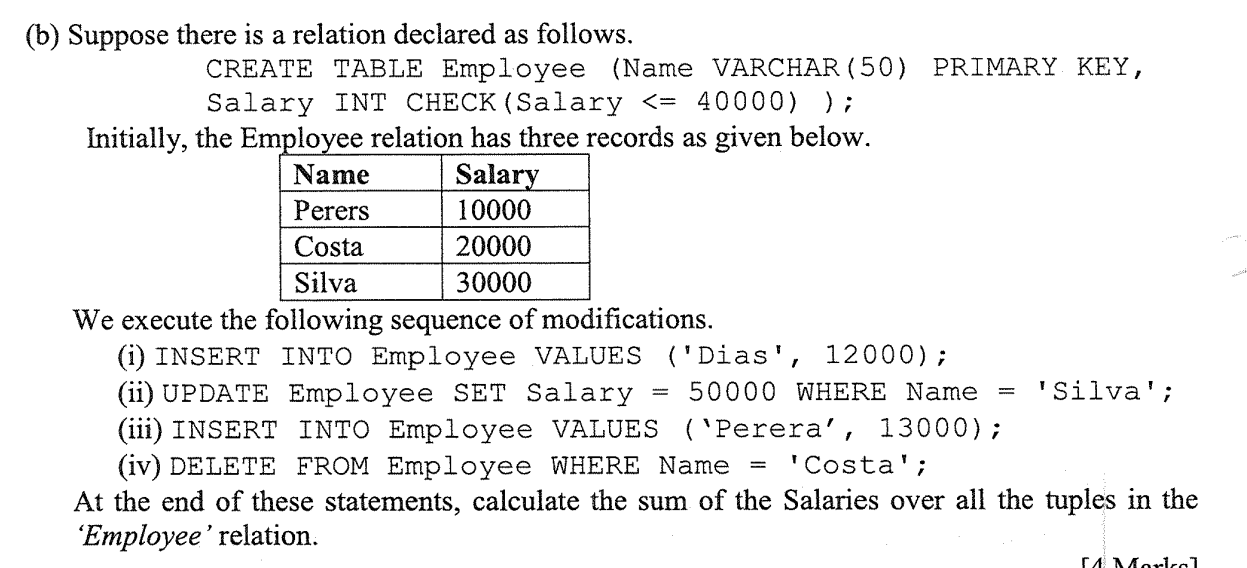 (b) Suppose there is a relation declared as follows.
CREATE TABLE Employee (Name VARCHAR(50) PRIMARY KEY,
Salary INT CHECK(Salary <= 40000) );
Initially, the Employee relation has three records as given below.
Name Salary
Perers 10000
Costa 20000
Silva 30000
We execute the following sequence of modifications.
(i) INSERT INTO Employee VALUES ('Dias', 12000);
(ii) UPDATE Employee SET Salary = 50000 WHERE Name = 'Silva';
(iii) INSERT INTO Employee VALUES (‘Perera’, 13000);
(iv) DELETE FROM Employee WHERE Name = 'Costa';
At the end of these statements, calculate the sum of the Salaries over all the tuples in the
‘Employee’ relation.
[4 Marks]